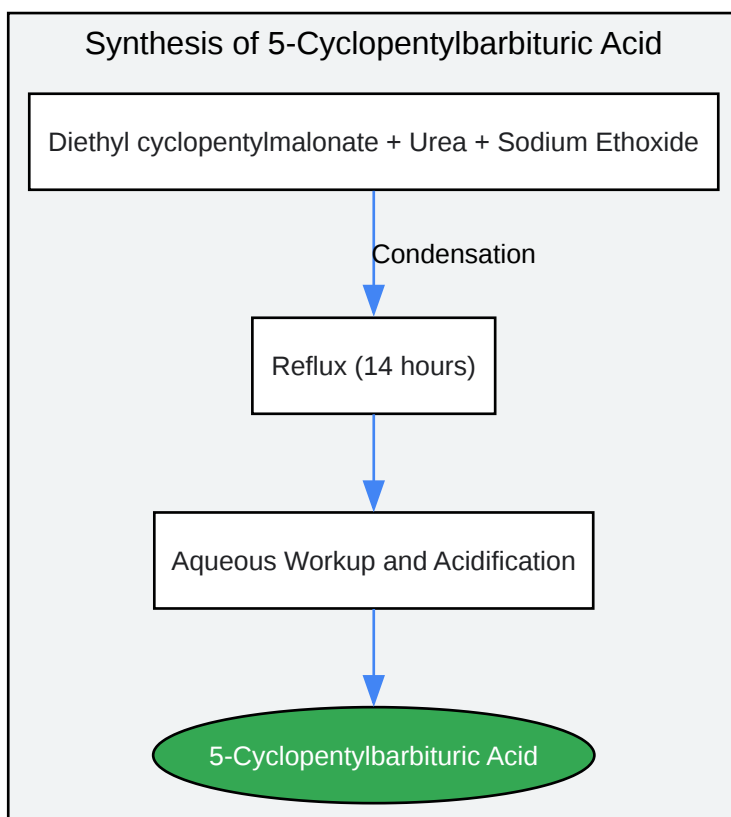 Synthesis of 5-Cyclopentylbarbituric Acid
Diethyl cyclopentylmalonate + Urea + Sodium Ethoxide
Condensation
Reflux (14 hours)
Aqueous Workup and Acidification
5-Cyclopentylbarbituric Acid